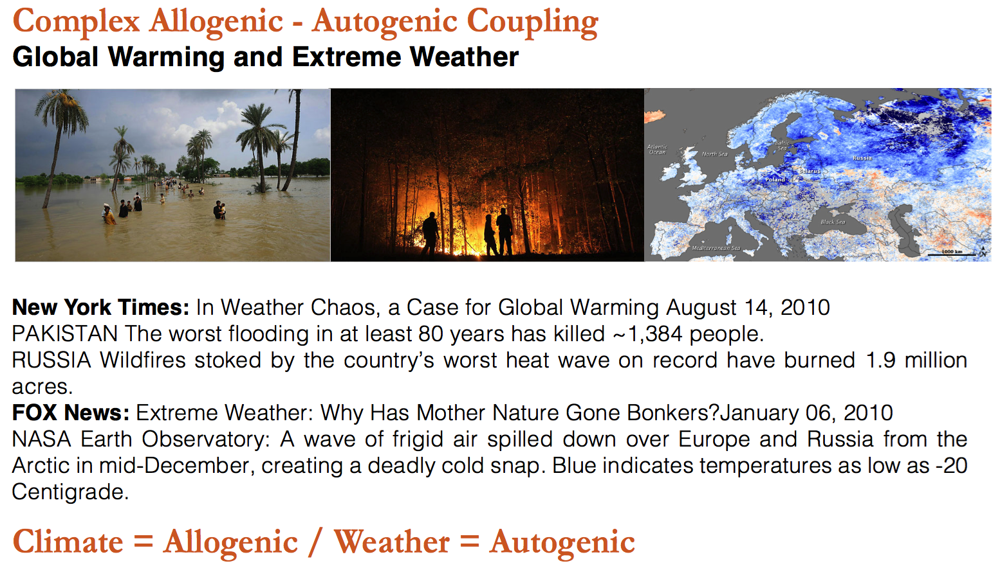 Complex Allogenic - Autogenic Coupling
Global Warming and Extreme Weather
Atlantic
Ocean
North Sea
Baltic
Sea
Russia
Belarus
Poland
Black Sea
Mediterranean Sea
1000 km
N
New York Times: In Weather Chaos, a Case for Global Warming August 14, 2010
PAKISTAN The worst flooding in at least 80 years has killed ~1,384 people.
RUSSIA Wildfires stoked by the country's worst heat wave on record have burned 1.9 million
acres.
FOX News: Extreme Weather: Why Has Mother Nature Gone Bonkers?January 06, 2010
NASA Earth Observatory: A wave of frigid air spilled down over Europe and Russia from the
Arctic in mid-December, creating a deadly cold snap. Blue indicates temperatures as low as -20
Centigrade.
Climate = Allogenic / Weather = Autogenic